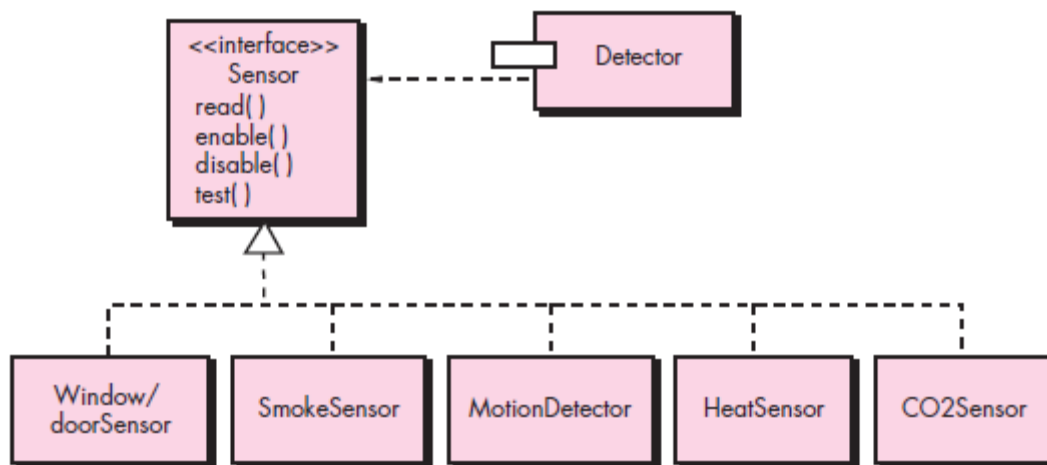 <<interface>>
Sensor
read( )
enable( )
disable( )
test( )
Detector
Window/
doorSensor
SmokeSensor
MotionDetector
HeatSensor
CO2Sensor